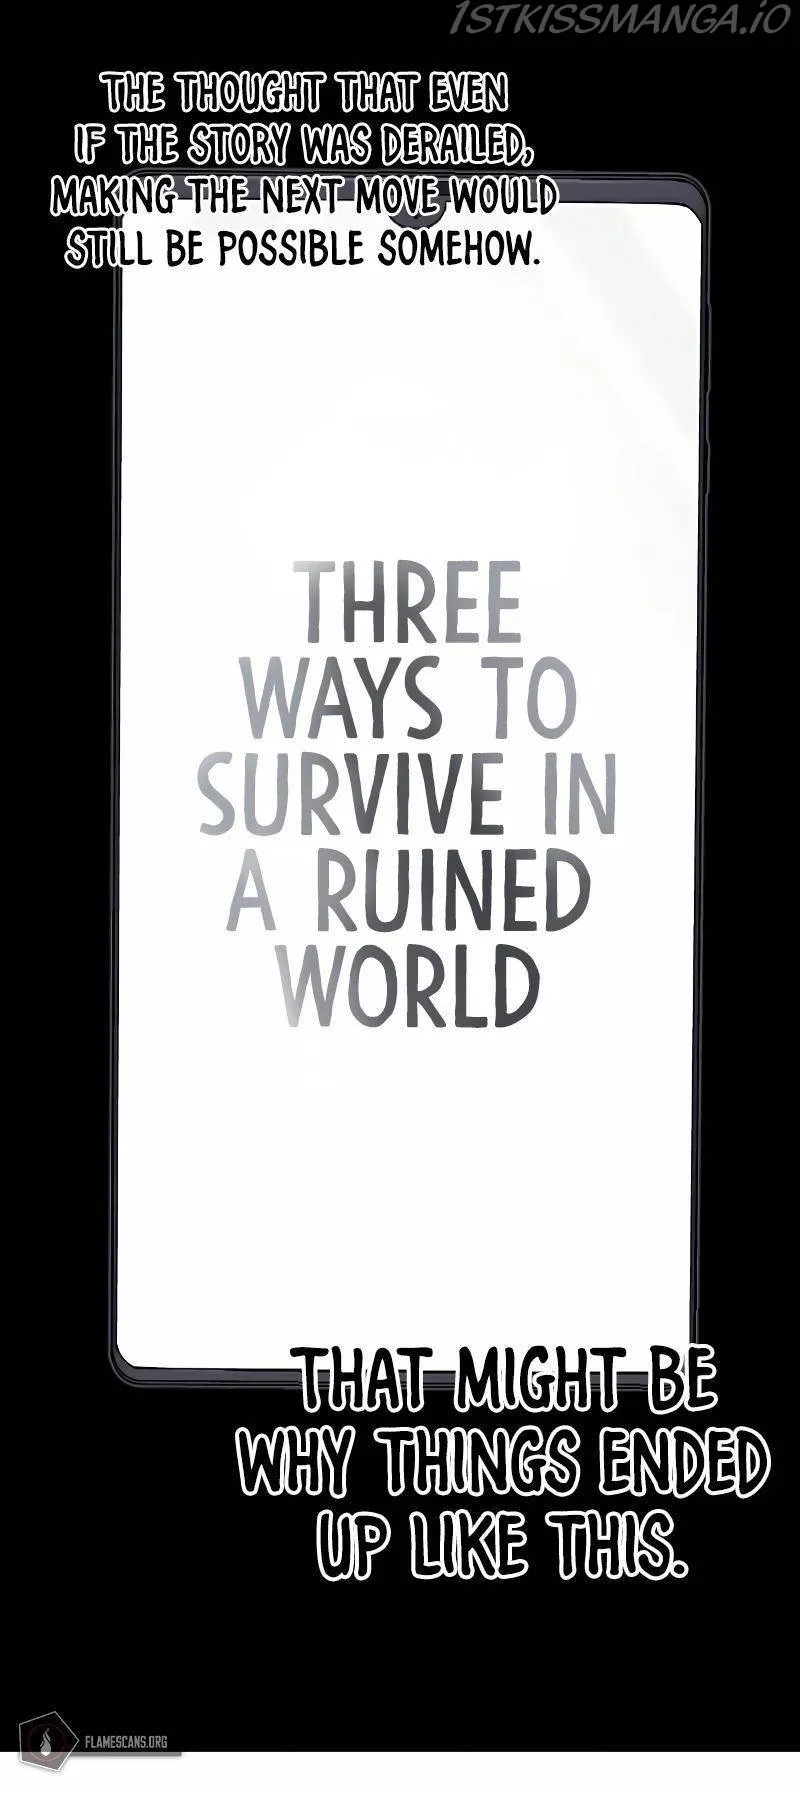 1STKISSMANGA.IO
THE THOUGHT THAT EVEN
IF THE STORY WAS DERAILED,
MAKING THE NEXT MOVE WOULD
STILL BE POSSIBLE SOMEHOW.
THREE
WAYS TO
SURVIVE IN
A RUINED
WORLD
THAT MIGHT BE
WHY THINGS ENDED
UP LIKE THIS.
FLAMESCANS.ORG